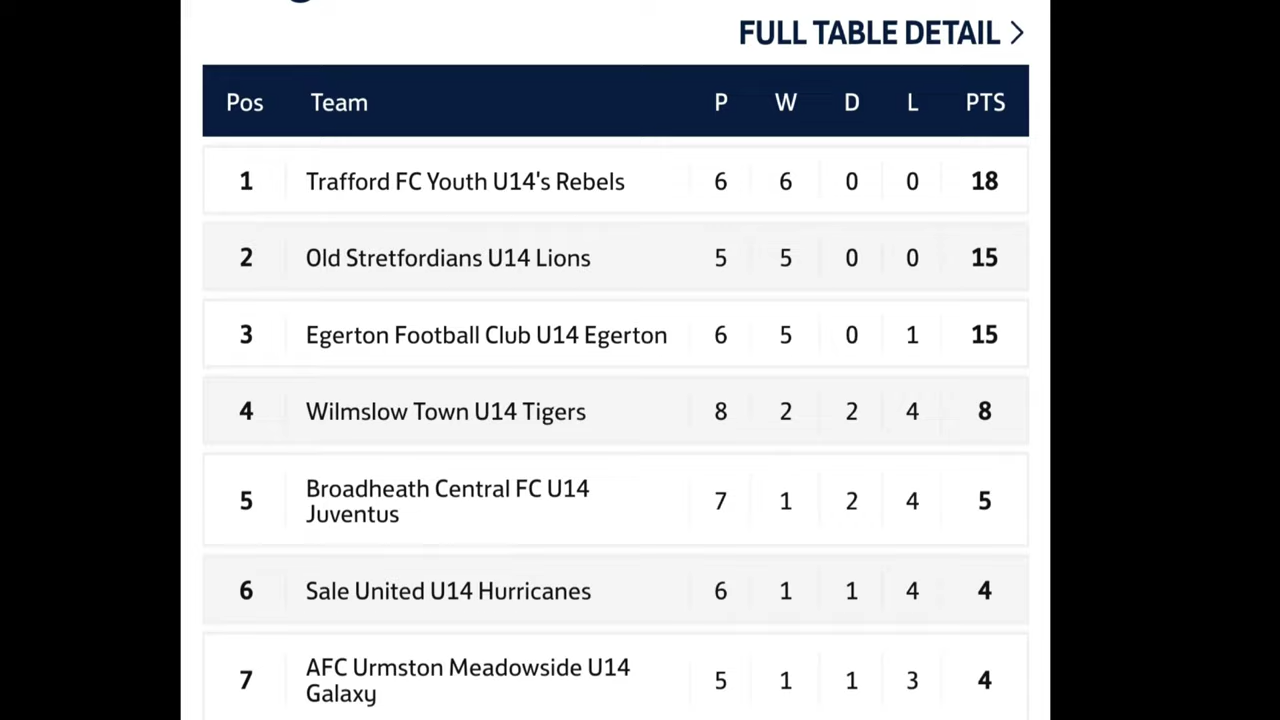 FULL TABLE DETAIL >
Pos Team P W D L PTS
1 Trafford FC Youth U14's Rebels 6 6 0 0 18
2 Old Stretfordians U14 Lions 5 5 0 0 15
3 Egerton Football Club U14 Egerton 6 5 0 1 15
4 Wilmslow Town U14 Tigers 8 2 2 4 8
5 Broadheath Central FC U14
Juventus 7 1 2 4 5
6 Sale United U14 Hurricanes 6 1 1 4 4
7 AFC Urmston Meadowside U14
Galaxy 5 1 1 3 4